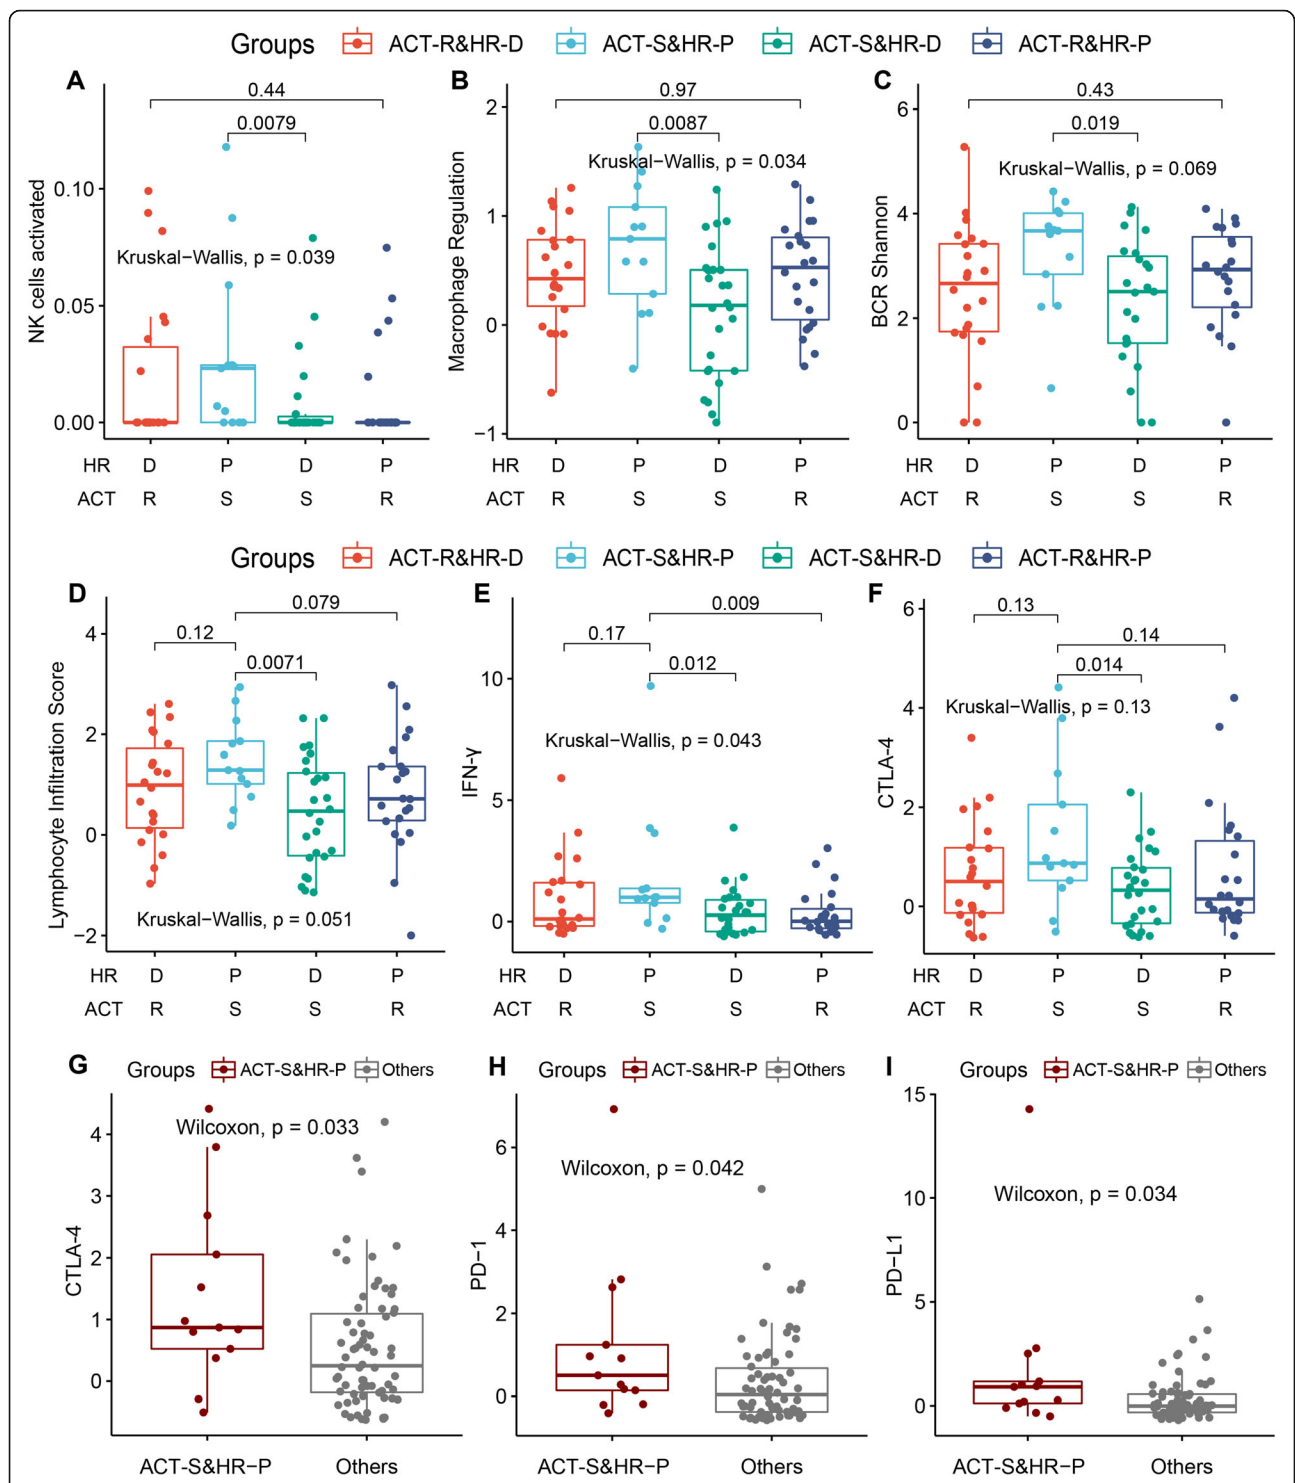 Groups ACT-R&HR-D ACT-S&HR-P ACT-S&HR-D ACT-R&HR-P
A
0.44
0.0079
Kruskal−Wallis, p = 0.039
NK cells activated
0.10
0.05
0.00
HR D P D P
ACT R S S R
B
0.97
0.0087
Kruskal−Wallis, p = 0.034
Macrophage Regulation
2
1
0
−1
HR D P D P
ACT R S S R
C
0.43
0.019
Kruskal−Wallis, p = 0.069
BCR Shannon
6
4
2
0
HR D P D P
ACT R S S R
Groups ACT-R&HR-D ACT-S&HR-P ACT-S&HR-D ACT-R&HR-P
D
0.079
0.12
0.0071
Kruskal−Wallis, p = 0.051
Lymphocyte Infiltration Score
4
2
0
−2
HR D P D P
ACT R S S R
E
0.009
0.17
0.012
Kruskal−Wallis, p = 0.043
IFN-γ
10
5
0
HR D P D P
ACT R S S R
F
0.13
0.14
0.014
Kruskal−Wallis, p = 0.13
CTLA-4
6
4
2
0
HR D P D P
ACT R S S R
G
Groups ACT-S&HR-P Others
Wilcoxon, p = 0.033
CTLA-4
4
3
2
1
0
ACT-S&HR−P Others
H
Groups ACT-S&HR-P Others
Wilcoxon, p = 0.042
PD−1
6
4
2
0
ACT-S&HR−P Others
I
Groups ACT-S&HR-P Others
Wilcoxon, p = 0.034
PD−L1
15
10
5
0
ACT-S&HR−P Others